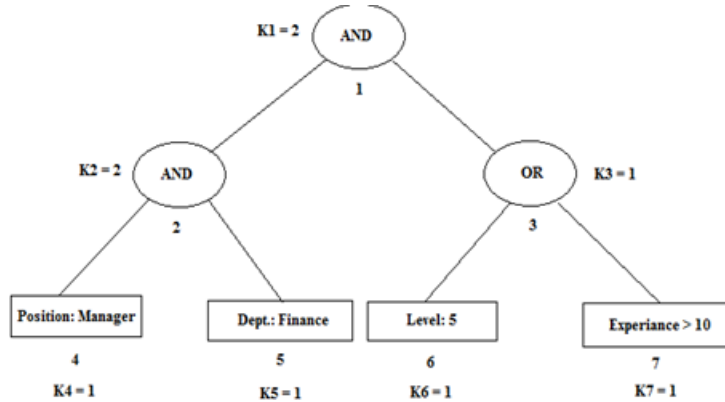 K1 = 2
AND
1
K2 = 2
AND
2
OR
K3 = 1
3
Position: Manager
Dept.: Finance
Level: 5
Experiance > 10
4
5
6
7
K4 = 1
K5 = 1
K6 = 1
K7 = 1